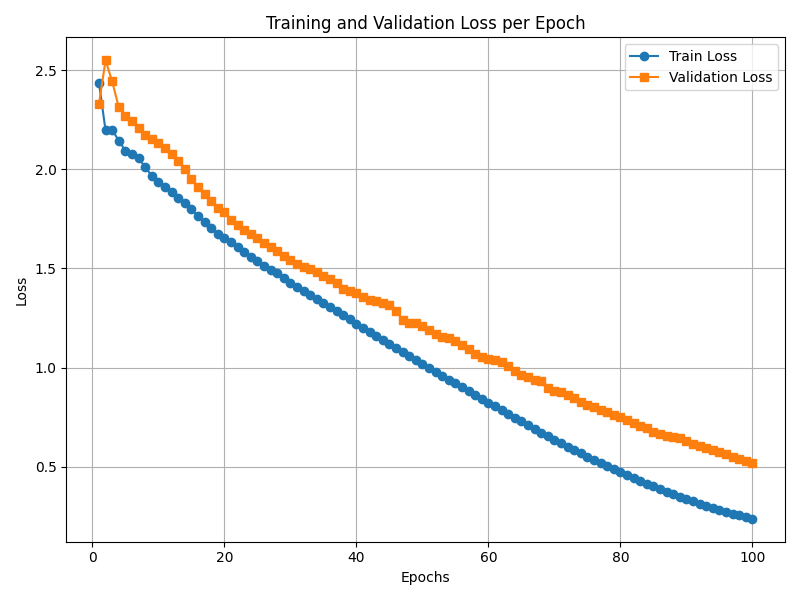 Training and Validation Loss per Epoch
Train Loss
Validation Loss
2.5
2.0
1.5
1.0
0.5
Loss
0 20 40 60 80 100
Epochs